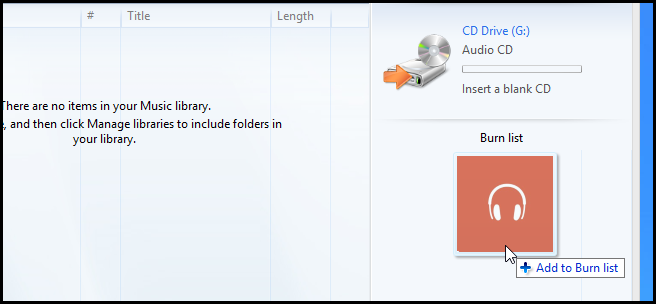 #
Title
Length
There are no items in your Music library.
, and then click Manage libraries to include folders in
your library.
CD Drive (G:)
Audio CD
Insert a blank CD
Burn list
Add to Burn list